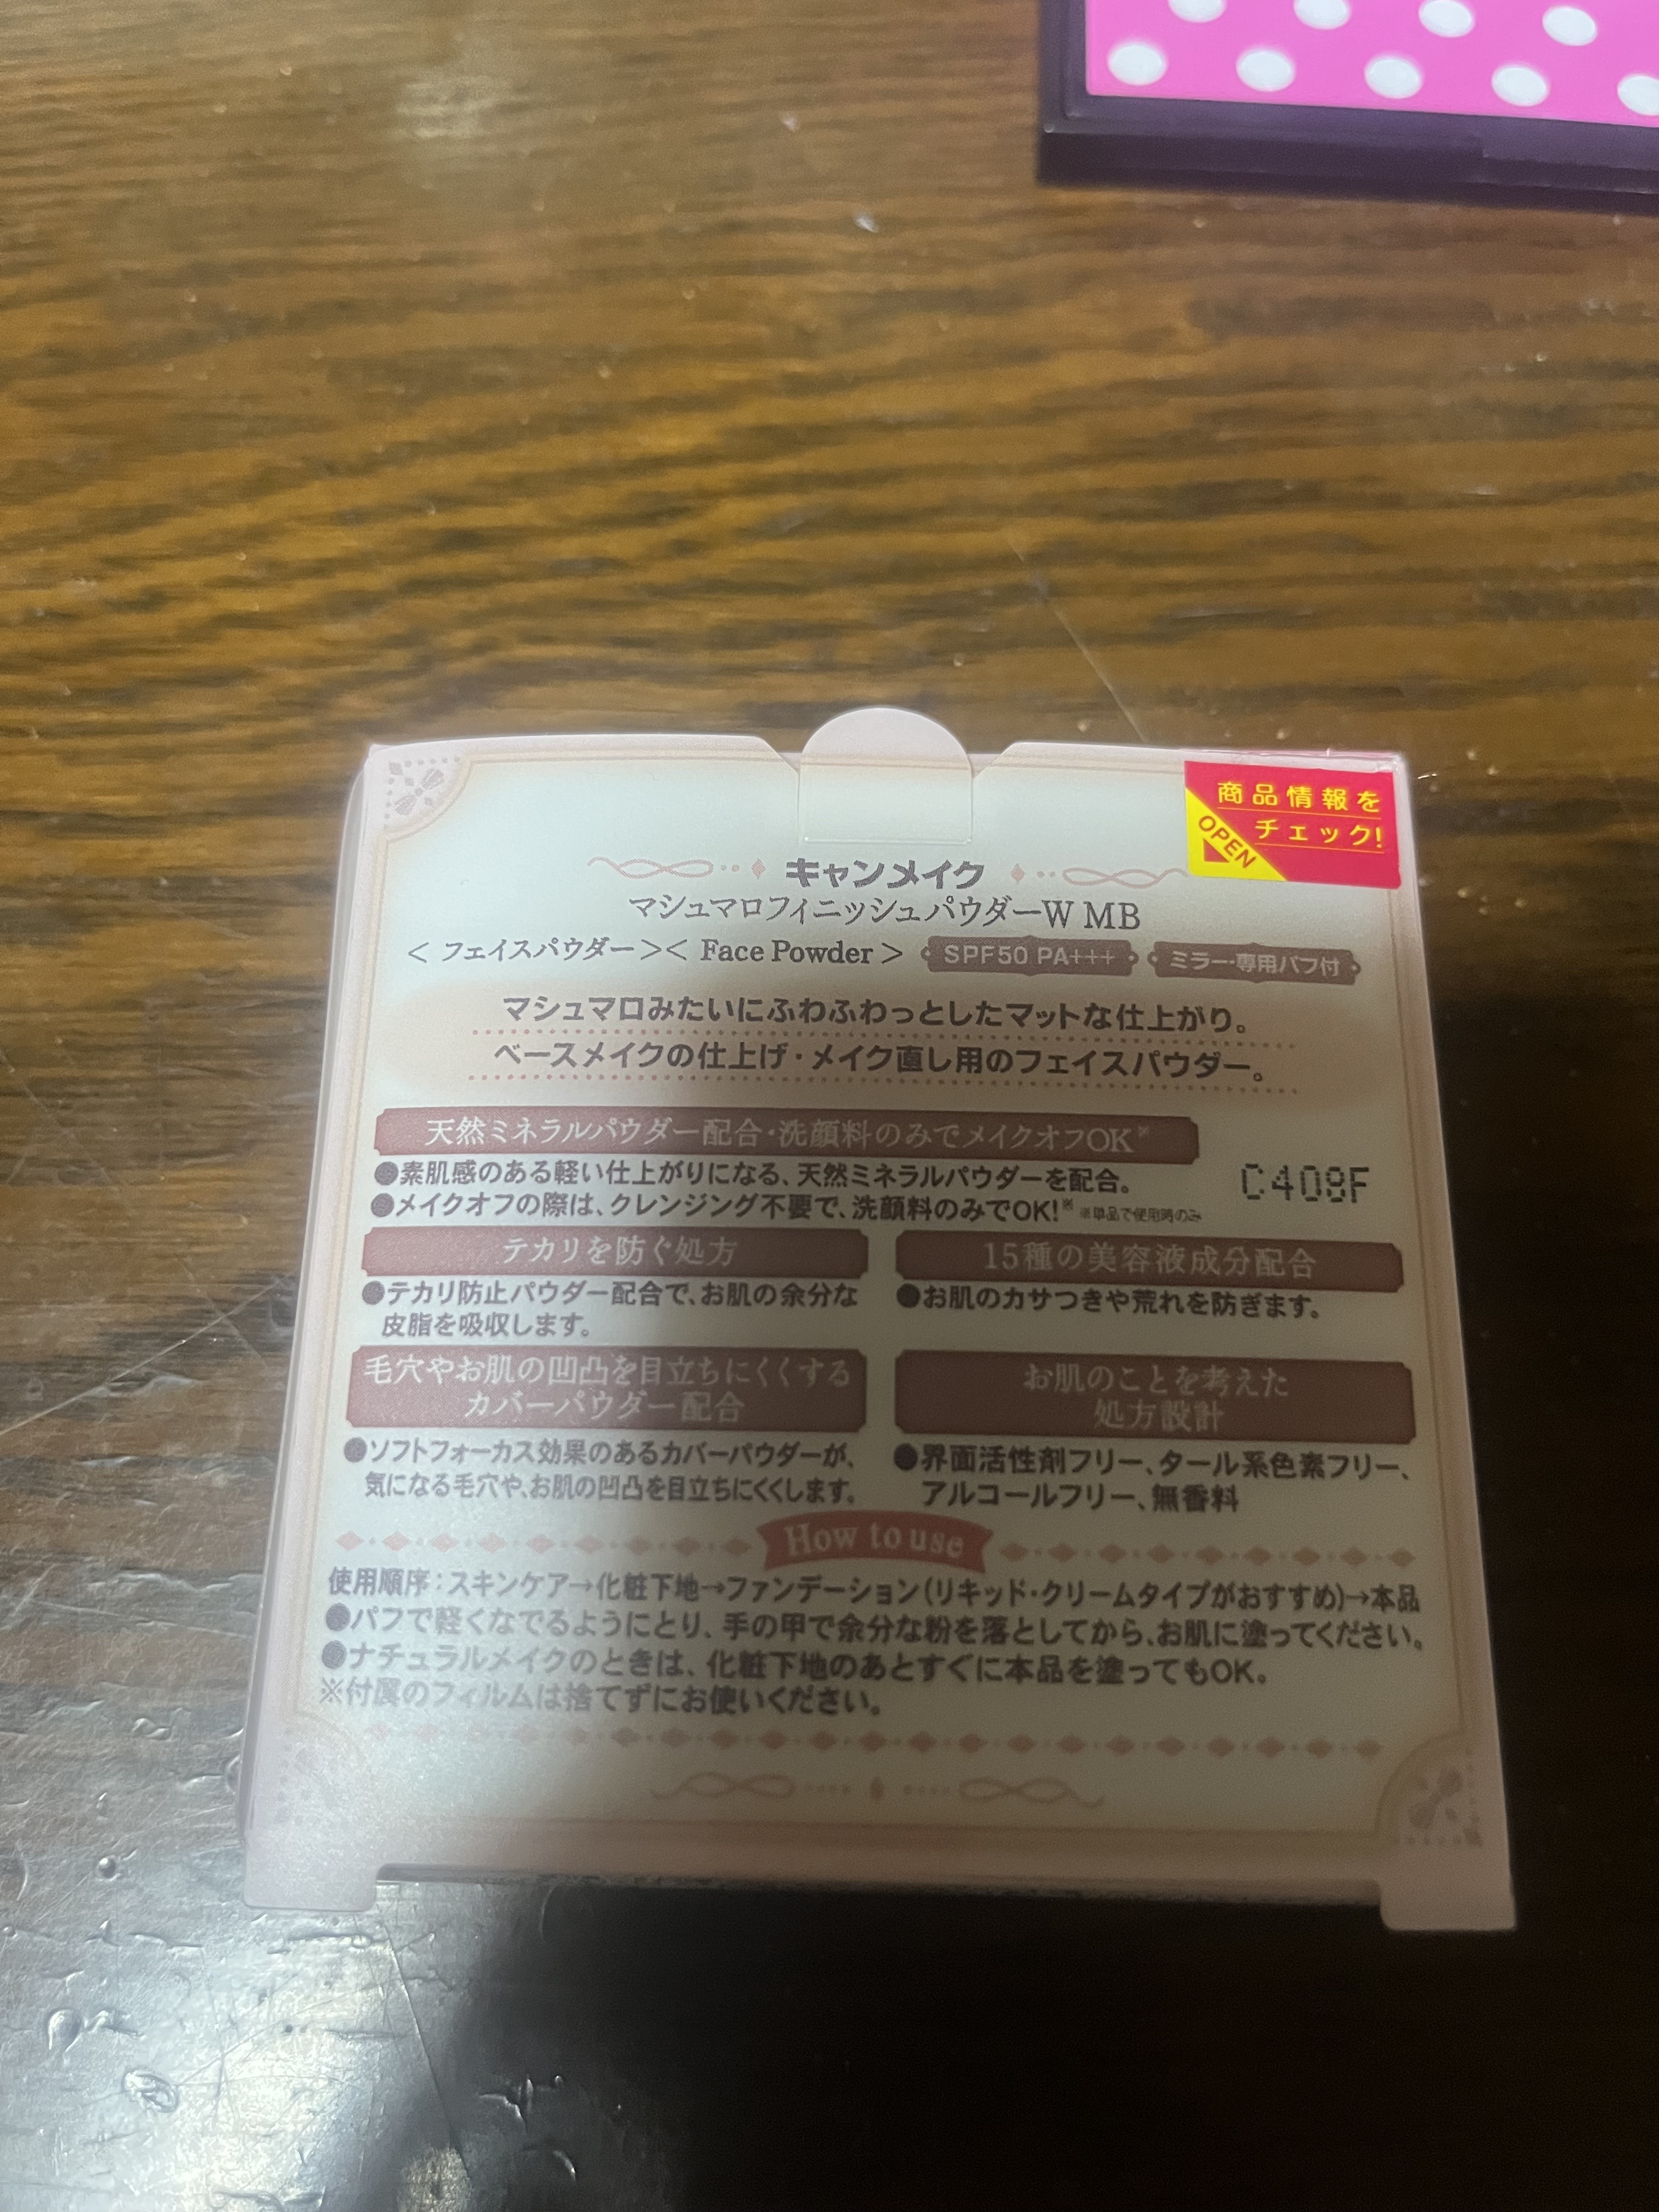 商品情報を
チェック!
OPEN
キャンメイク
マシュマロフィニッシュパウダーW MB
< フェイスパウダー >< Face Powder > SPF50 PA+++ ミラー・専用パフ付
マシュマロみたいにふわふわっとしたマットな仕上がり。
ベースメイクの仕上げ・メイク直し用のフェイスパウダー。
天然ミネラルパウダー配合・洗顔料のみでメイクオフOK※
●素肌感のある軽い仕上がりになる、天然ミネラルパウダーを配合。
●メイクオフの際は、クレンジング不要で、洗顔料のみでOK!※ ※単品で使用時のみ
C409F
テカリを防ぐ処方
●テカリ防止パウダー配合で、お肌の余分な
皮脂を吸収します。
15種の美容液成分配合
●お肌のカサつきや荒れを防ぎます。
毛穴やお肌の凹凸を目立ちにくくする
カバーパウダー配合
●ソフトフォーカス効果のあるカバーパウダーが、
気になる毛穴や、お肌の凹凸を目立ちにくくします。
お肌のことを考えた
処方設計
●界面活性剤フリー、タール系色素フリー、
アルコールフリー、無香料
How to use
使用順序:スキンケア→化粧下地→ファンデーション(リキッド・クリームタイプがおすすめ)→本品
●パフで軽くなでるようにとり、手の甲で余分な粉を落としてから、お肌に塗ってください。
●ナチュラルメイクのときは、化粧下地のあとすぐに本品を塗ってもOK。
※付属のフィルムは捨てずにお使いください。